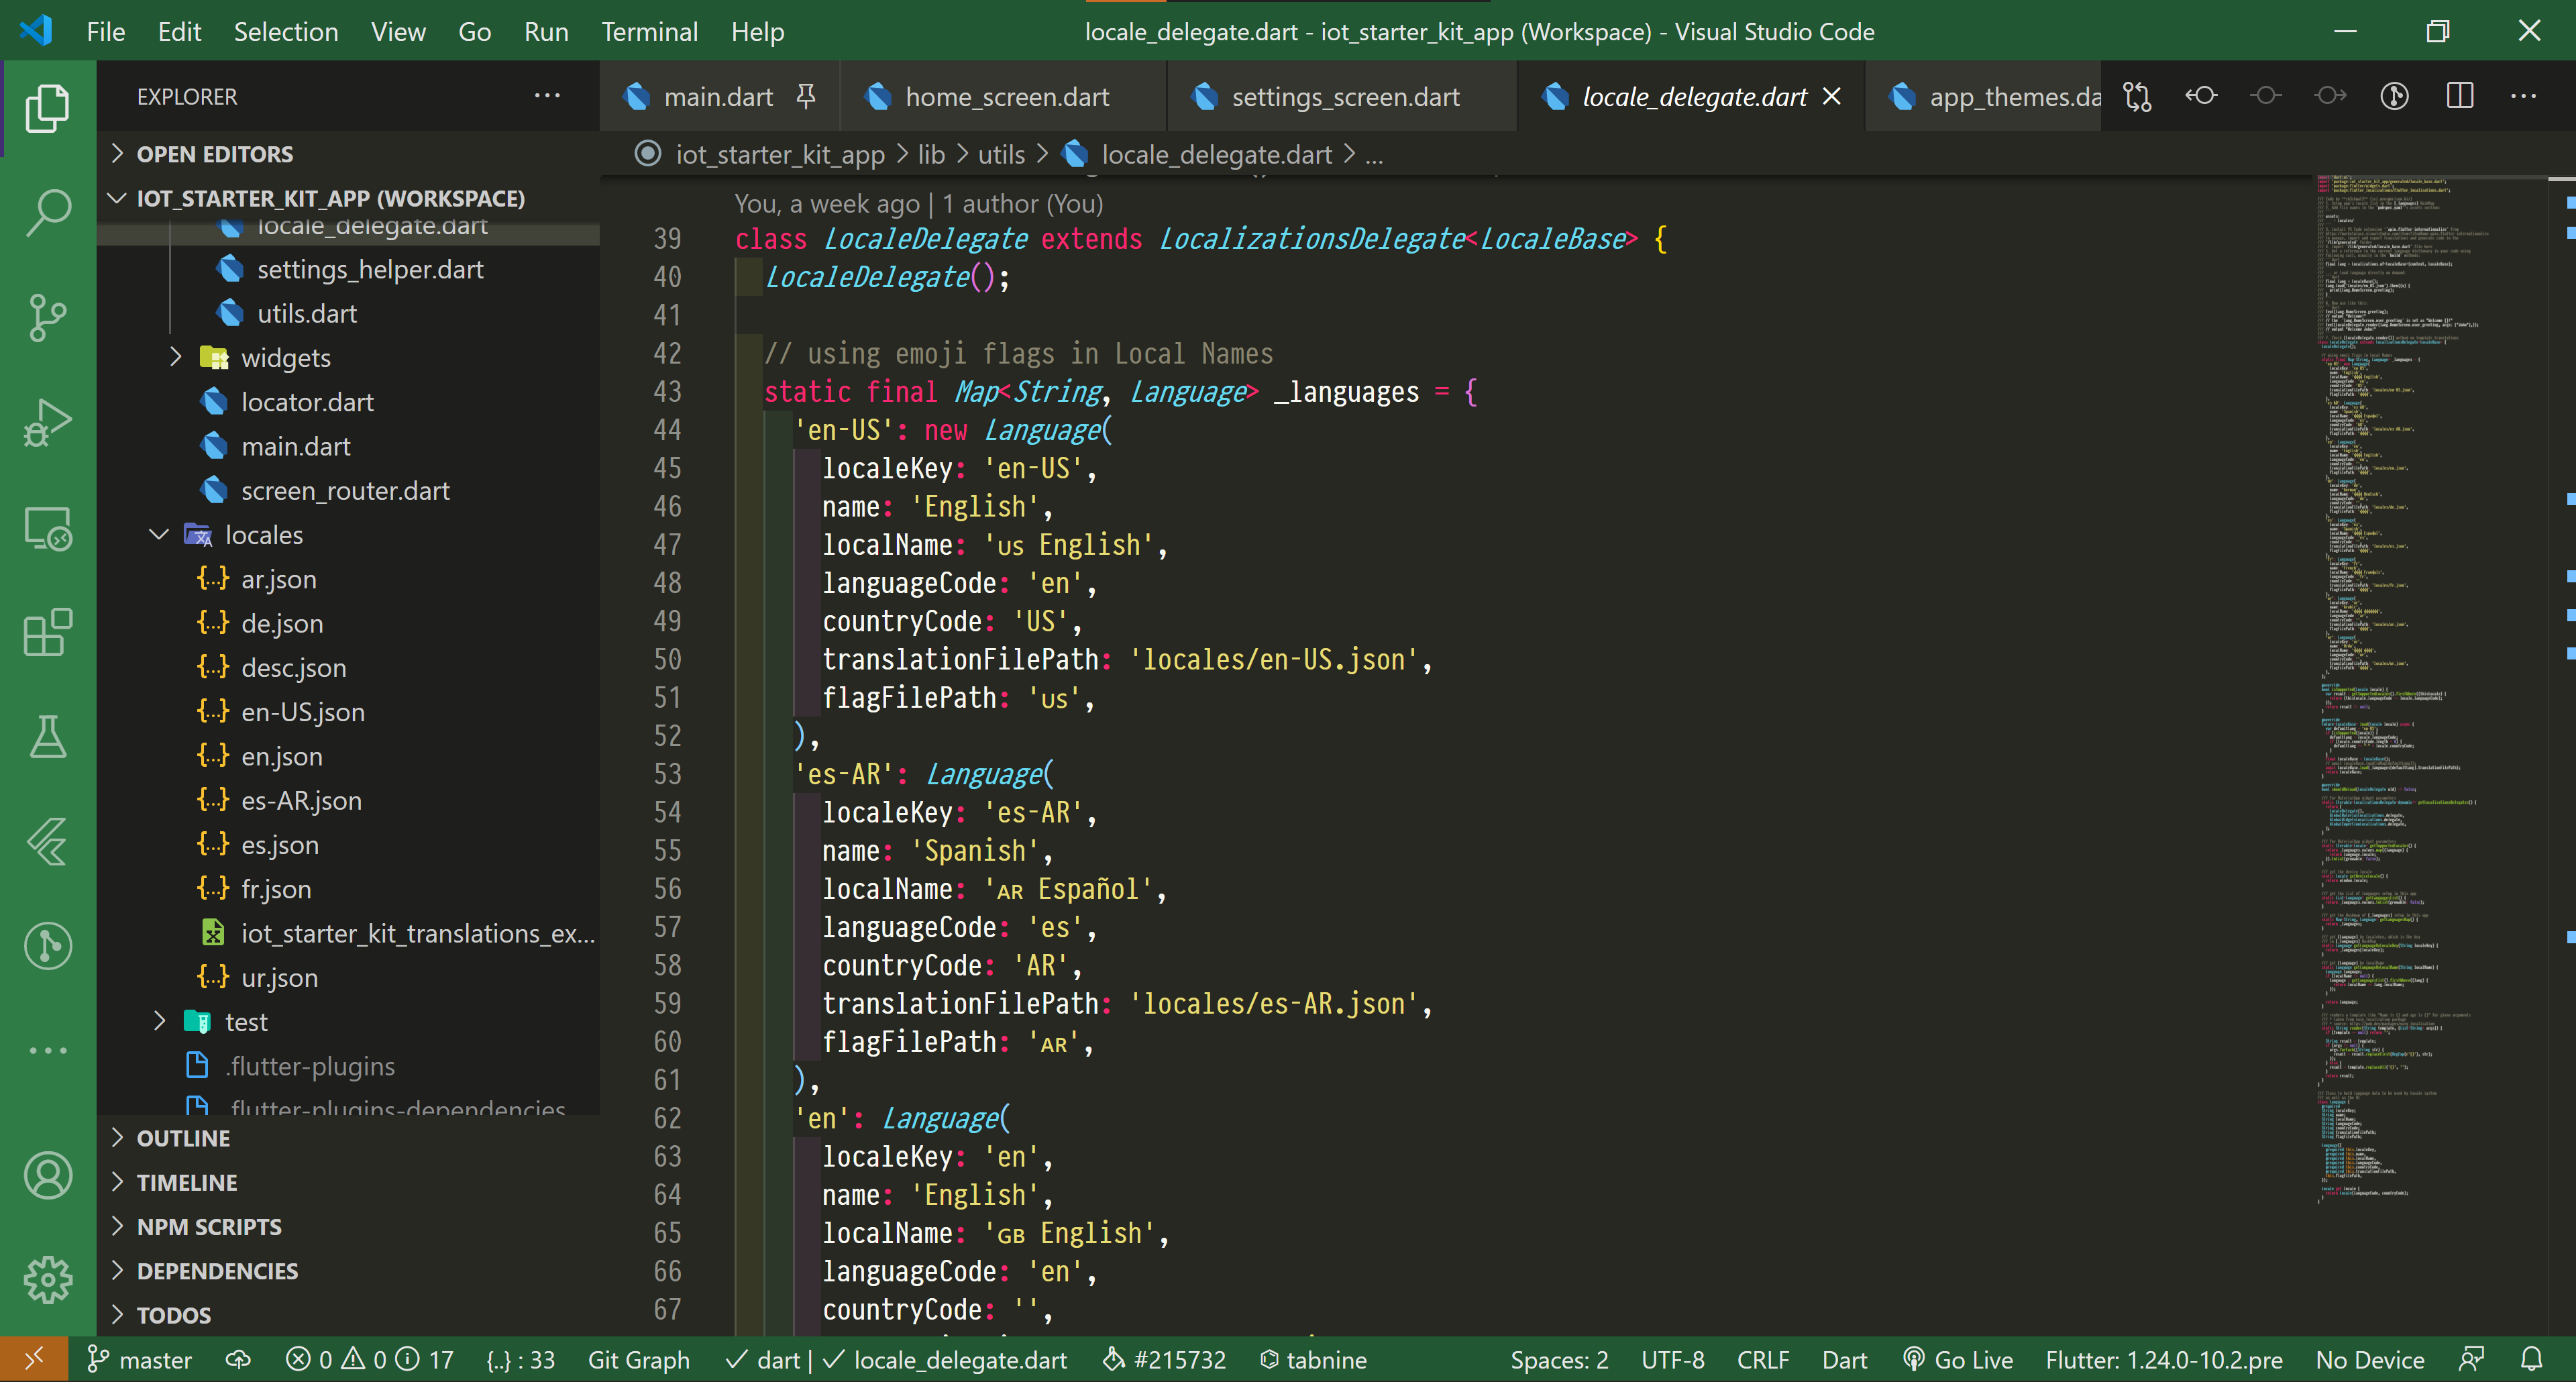 File Edit Selection View Go Run Terminal Help
locale_delegate.dart - iot_starter_kit_app (Workspace) - Visual Studio Code
EXPLORER
main.dart
home_screen.dart
settings_screen.dart
locale_delegate.dart
app_themes.da
OPEN EDITORS
IOT_STARTER_KIT_APP (WORKSPACE)
locale_delegate.dart
settings_helper.dart
utils.dart
widgets
locator.dart
main.dart
screen_router.dart
locales
ar.json
de.json
desc.json
en-US.json
en.json
es-AR.json
es.json
fr.json
iot_starter_kit_translations_ex...
ur.json
test
.flutter-plugins
.flutter-plugins-dependencies
OUTLINE
TIMELINE
NPM SCRIPTS
DEPENDENCIES
TODOS
iot_starter_kit_app > lib > utils > locale_delegate.dart > ...
You, a week ago | 1 author (You)
39 class LocaleDelegate extends LocalizationsDelegate<LocaleBase> {
40 LocaleDelegate();
41
42 // using emoji flags in Local Names
43 static final Map<String, Language> _languages = {
44 'en-US': new Language(
45 localeKey: 'en-US',
46 name: 'English',
47 localName: 'US English',
48 languageCode: 'en',
49 countryCode: 'US',
50 translationFilePath: 'locales/en-US.json',
51 flagFilePath: 'US',
52 ),
53 'es-AR': Language(
54 localeKey: 'es-AR',
55 name: 'Spanish',
56 localName: 'AR Español',
57 languageCode: 'es',
58 countryCode: 'AR',
59 translationFilePath: 'locales/es-AR.json',
60 flagFilePath: 'AR',
61 ),
62 'en': Language(
63 localeKey: 'en',
64 name: 'English',
65 localName: 'GB English',
66 languageCode: 'en',
67 countryCode: '',
master 0 0 17 {..} : 33 Git Graph dart | locale_delegate.dart #215732 tabnine Spaces: 2 UTF-8 CRLF Dart Go Live Flutter: 1.24.0-10.2.pre No Device